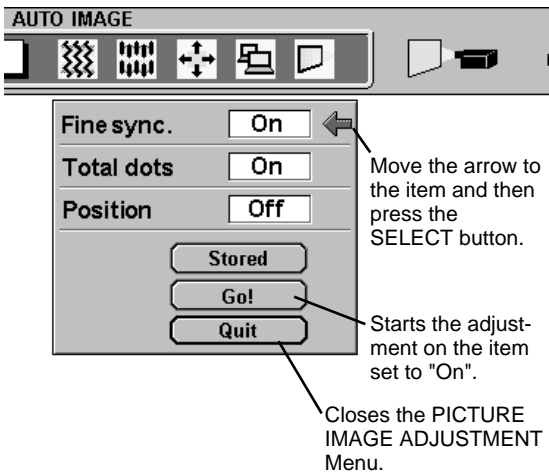 AUTO IMAGE
Fine sync. On
Total dots On
Position Off
Stored
Go!
Quit
Move the arrow to
the item and then
press the
SELECT button.
Starts the adjust-
ment on the item
set to "On".
Closes the PICTURE
IMAGE ADJUSTMENT
Menu.